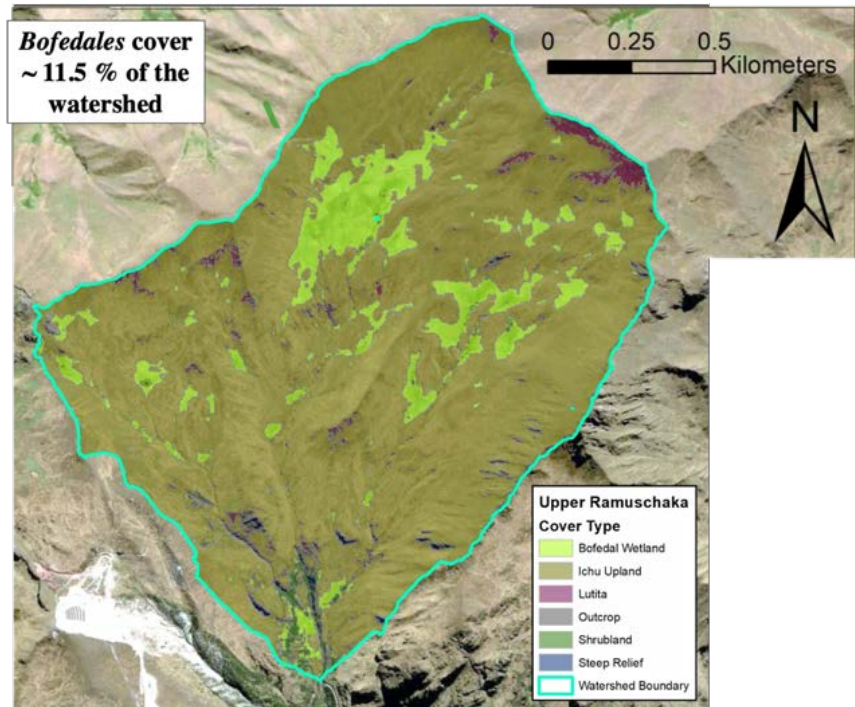 Bofedales cover
~ 11.5 % of the
watershed
0 0.25 0.5
Kilometers
N
Upper Ramuschaka
Cover Type
Bofedal Wetland
Ichu Upland
Lutita
Outcrop
Shrubland
Steep Relief
Watershed Boundary